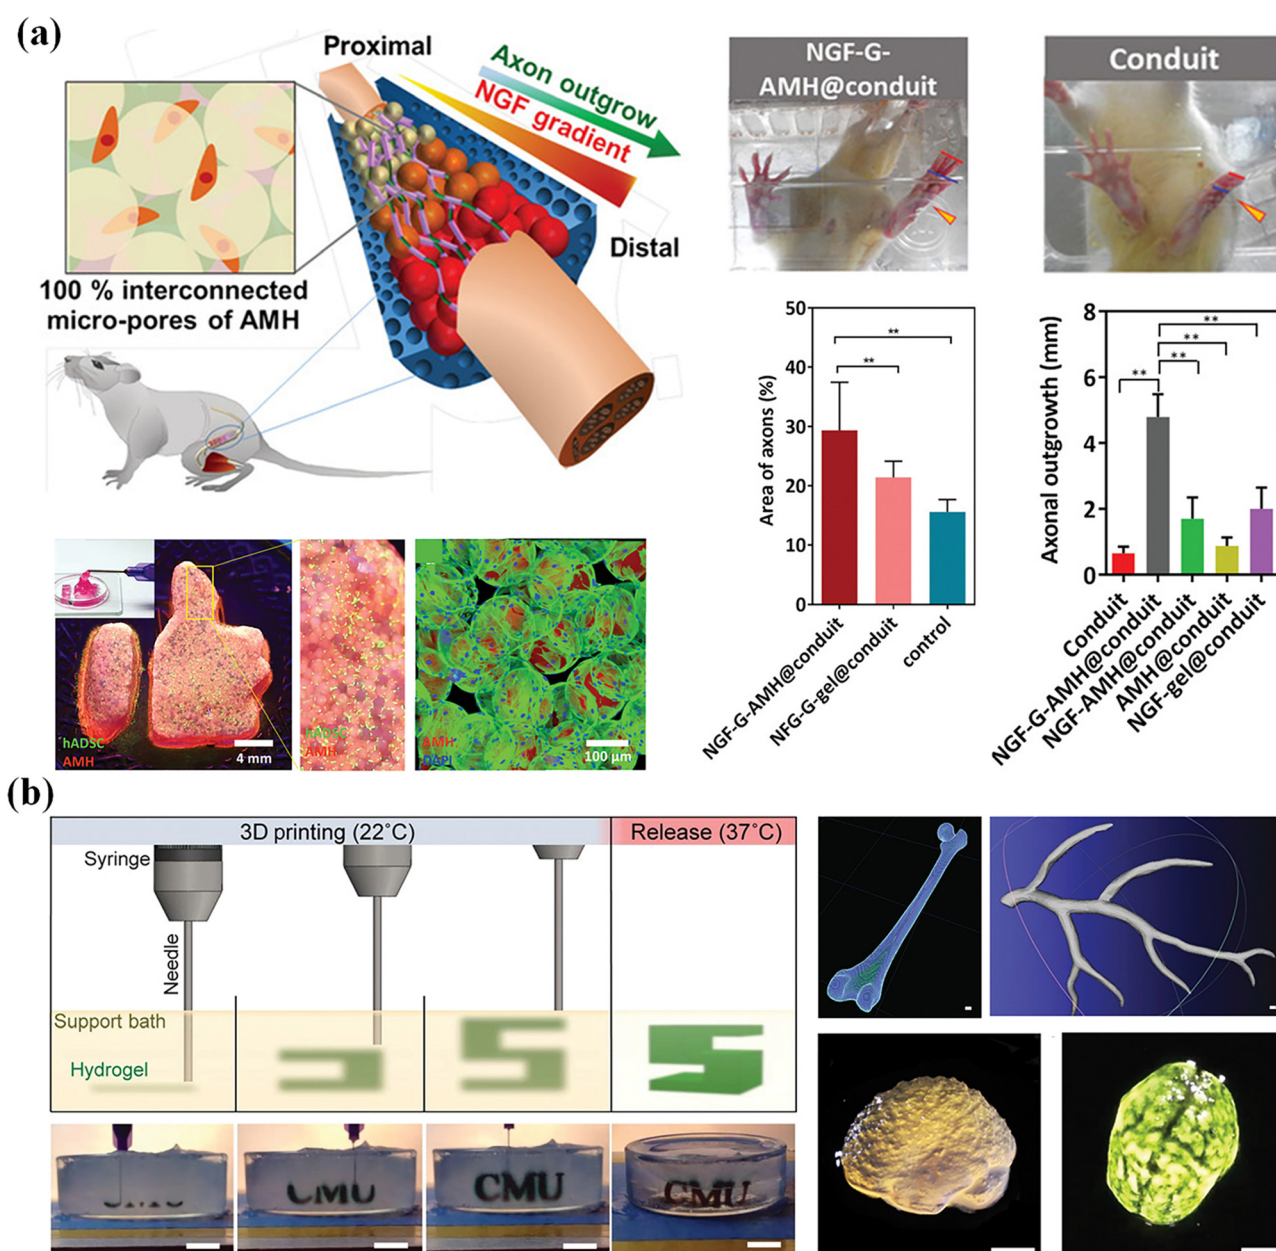 (a)
Proximal
Axon outgrow
NGF gradient
Distal
100 % interconnected
micro-pores of AMH
NGF-G-
AMH@conduit
Conduit
hADSC
AMH
4 mm
hADSC
AMH
AMH
DAPI
100 µm
Area of axons (%)
50
40
30
20
10
0
**
**
NGF-G-AMH@conduit
NFG-G-gel@conduit
control
Axonal outgrowth (mm)
8
6
4
2
0
**
**
**
**
Conduit
NGF-G-AMH@conduit
NGF-AMH@conduit
AMH@conduit
NGF-gel@conduit
(b)
3D printing (22°C)
Release (37°C)
Syringe
Needle
Support bath
Hydrogel
CMU
CMU
CMU
CMU